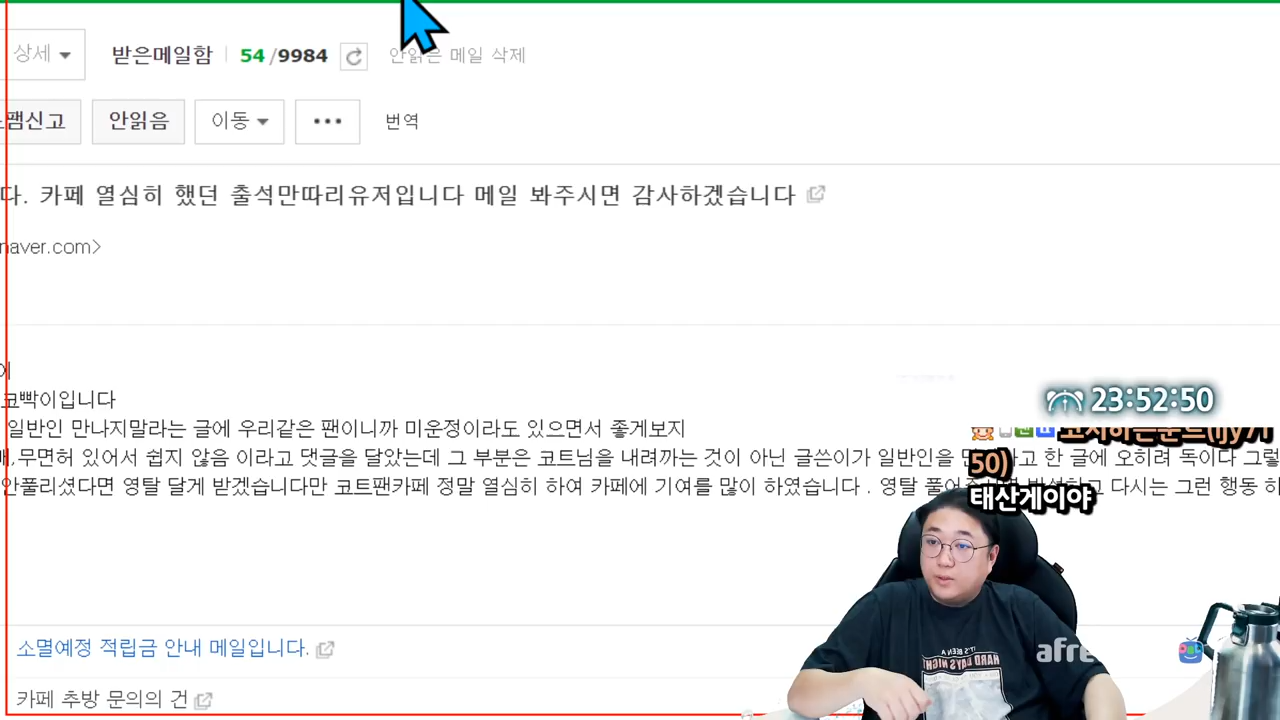 상세
받은메일함 54/9984 안읽은 메일 삭제
팸신고 안읽음 이동 ••• 번역
다. 카페 열심히 했던 출석만따리유저입니다 메일 봐주시면 감사하겠습니다
naver.com>
코빡이입니다
일반인 만나지말라는 글에 우리같은 팬이니까 미운정이라도 있으면서 좋게보지
,무면허 있어서 쉽지 않음 이라고 댓글을 달았는데 그 부분은 코트님을 내려까는 것이 아닌 글쓴이가 일반인을 고 한 글에 오히려 독이다 그렇
안풀리셨다면 영탈 달게 받겠습니다만 코트팬카페 정말 열심히 하여 카페에 기여를 많이 하였습니다 . 영탈 다시는 그런 행동 하
23:52:50
50)
태산게이야
IT'S BEEN A
HARD DAYS NIGHT
afre
소멸예정 적립금 안내 메일입니다.
카페 추방 문의의 건